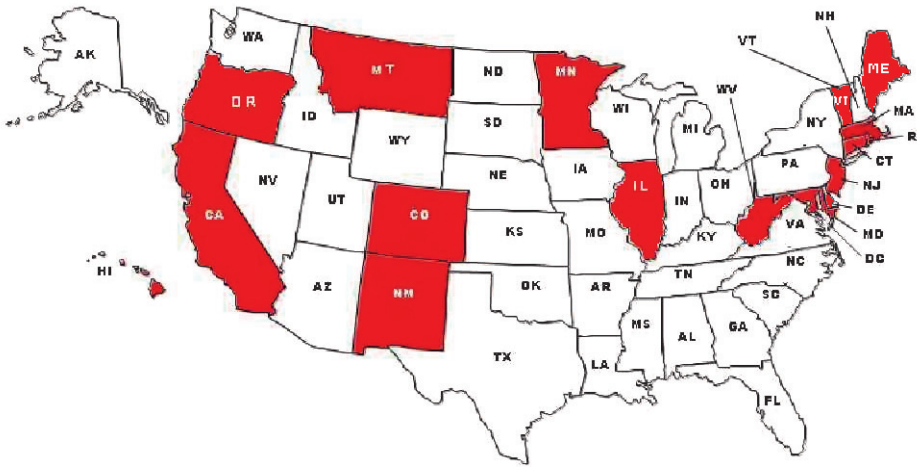 NH
VT
AK
WA
MT
ND
MN
ME
VT
WV
OR
ID
SD
WI
MI
NY
MA
R
WY
CT
PA
NJ
NE
IA
IL
IN
OH
DE
NV
UT
CO
MD
CA
KS
MO
KY
VA
DC
HI
AZ
NM
OK
AR
TN
NC
SC
MS
AL
GA
TX
LA
FL